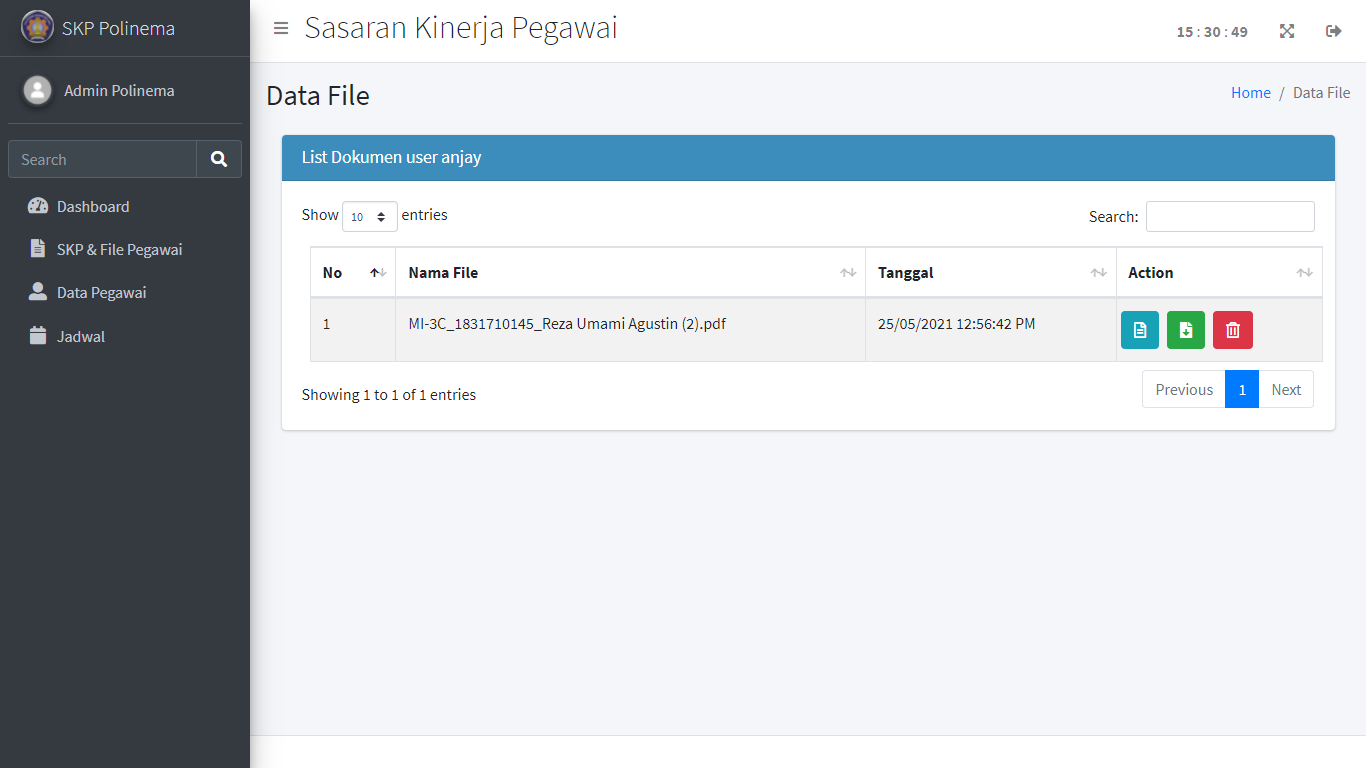 SKP Polinema
Sasaran Kinerja Pegawai
15 : 30 : 49
Admin Polinema
Search
Dashboard
SKP & File Pegawai
Data Pegawai
Jadwal
Data File
Home / Data File
List Dokumen user anjay
Show 10 entries
Search:
No Nama File Tanggal Action
1 MI-3C_1831710145_Reza Umami Agustin (2).pdf 25/05/2021 12:56:42 PM
Showing 1 to 1 of 1 entries
Previous 1 Next